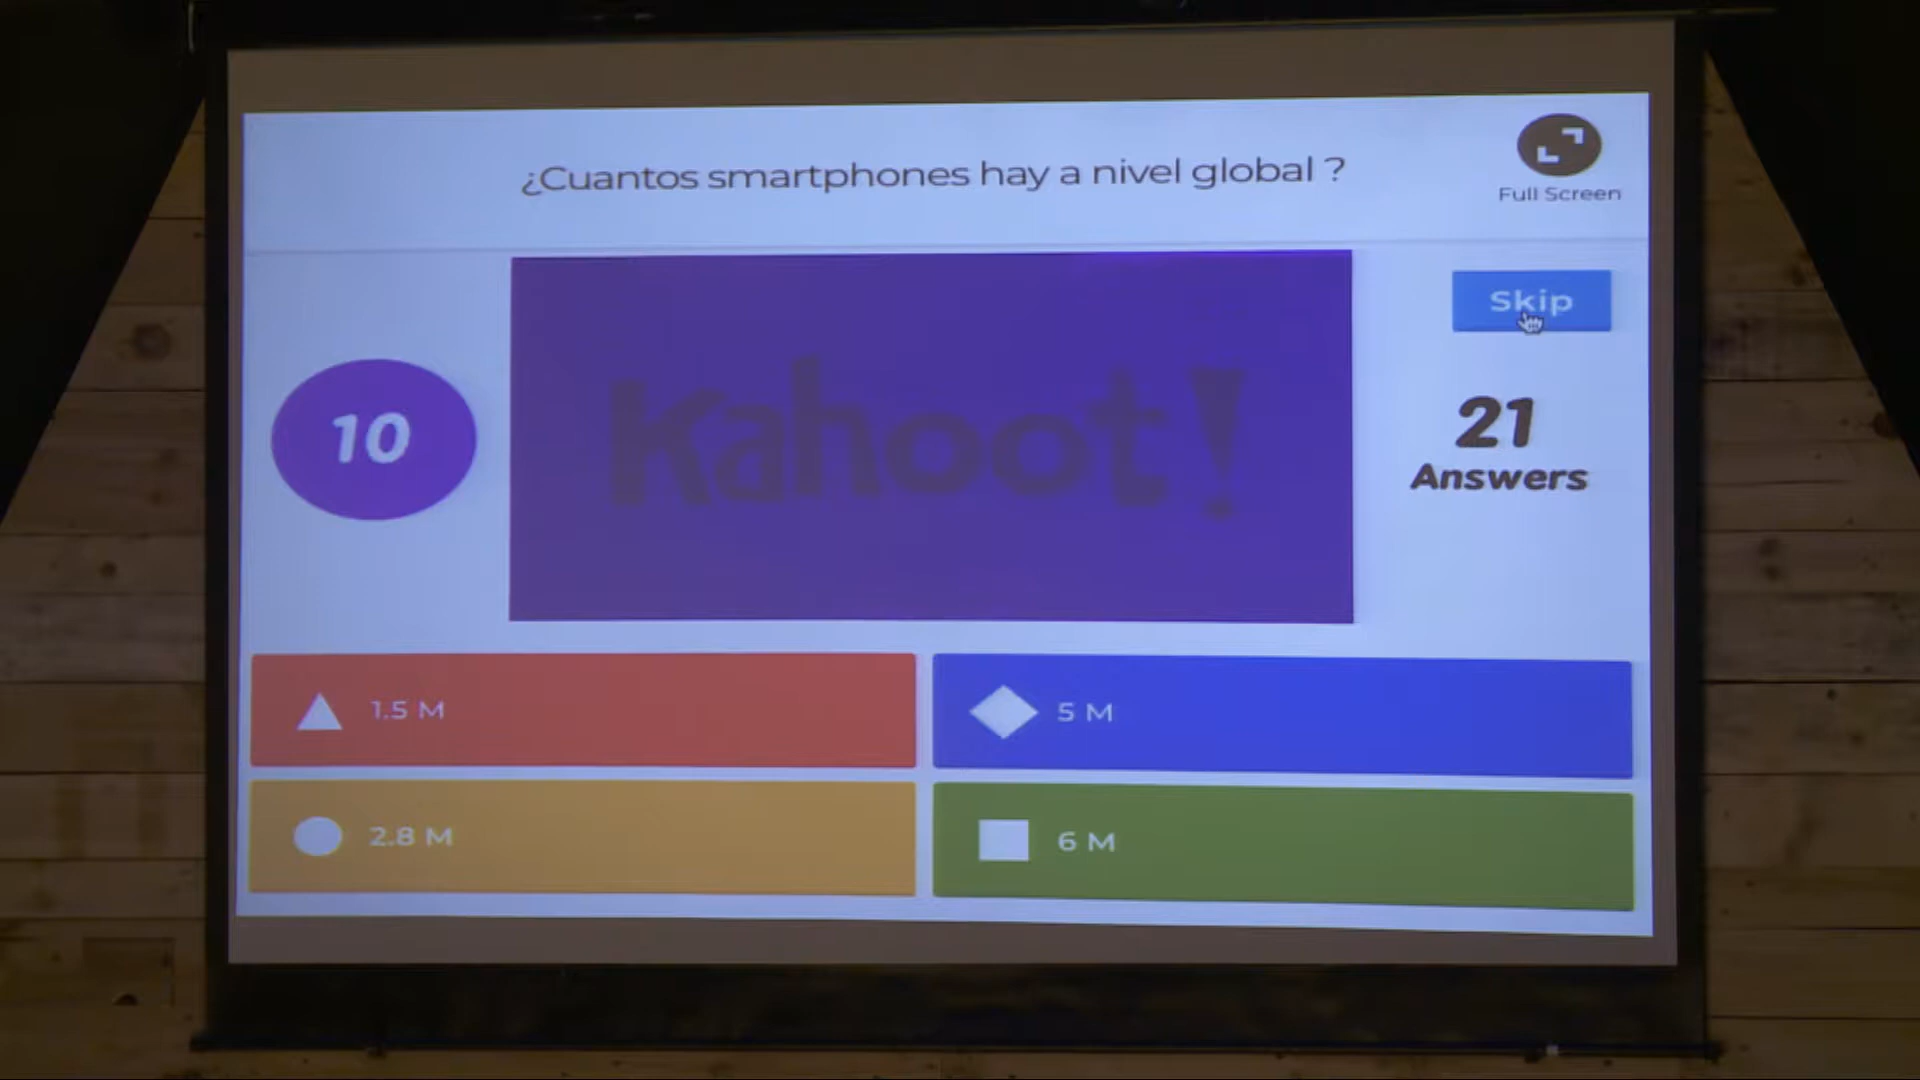 ¿Cuantos smartphones hay a nivel global ?
Full Screen
Skip
10
Kahoot!
21
Answers
1.5 M
5 M
2.8 M
6 M